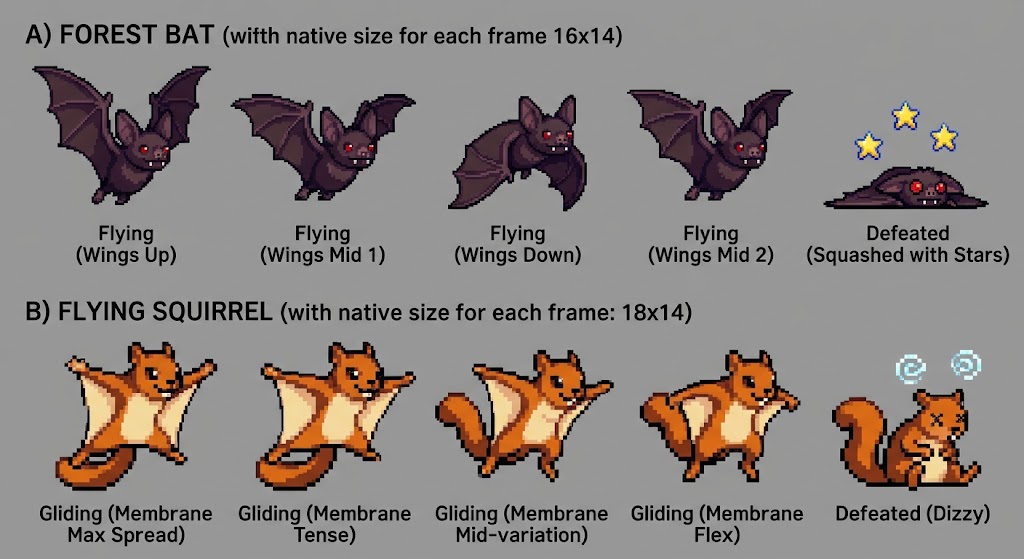 A) FOREST BAT (witth native size for each frame 16x14)
Flying
(Wings Up)
Flying
(Wings Mid 1)
Flying
(Wings Down)
Flying
(Wings Mid 2)
Defeated
(Squashed with Stars)
B) FLYING SQUIRREL (with native size for each frame: 18x14)
Gliding (Membrane
Max Spread)
Gliding (Membrane
Tense)
Gliding (Membrane
Mid-variation)
Gliding (Membrane
Flex)
Defeated (Dizzy)